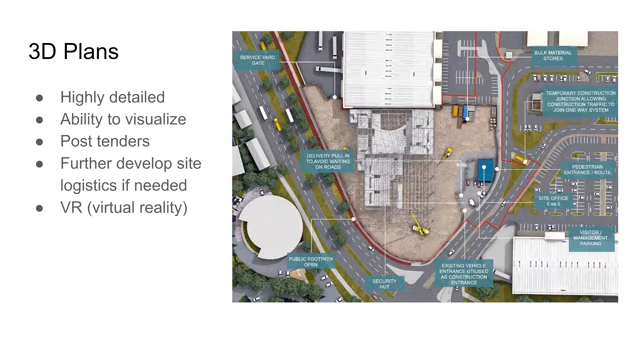 3D Plans
● Highly detailed
● Ability to visualize
● Post tenders
● Further develop site
logistics if needed
● VR (virtual reality)
SERVICE YARD
GATE
BULK MATERIAL
STORES
TEMPORARY CONSTRUCTION
JUNCTION ALLOWING
CONSTRUCTION TRAFFIC TO
JOIN ONE WAY SYSTEM
DELIVERY PULL IN
TO AVOID WAITING
ON ROADS
PEDESTRIAN
ENTRANCE / ROUTE
SITE OFFICE
VISITOR /
MANAGEMENT
PARKING
PUBLIC FOOTPATH
OPEN
SECURITY
HUT
EXISTING VEHICLE
ENTRANCE UTILISED
AS CONSTRUCTION
ENTRANCE